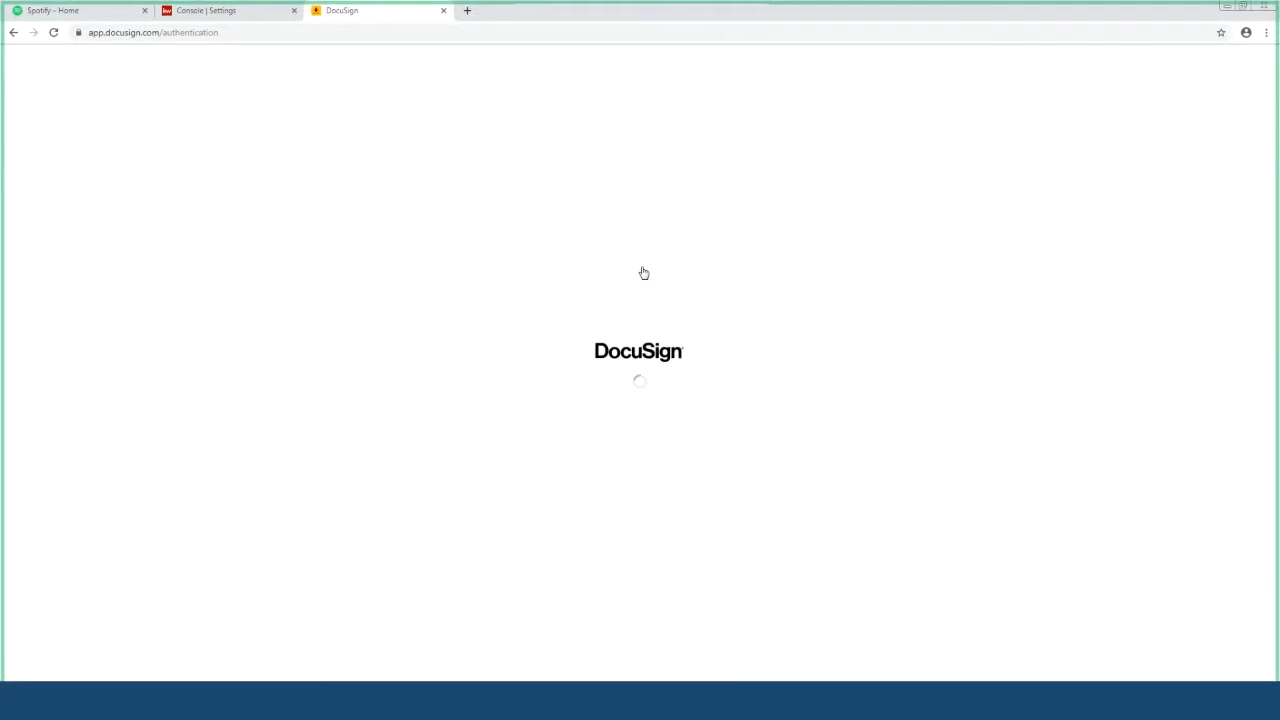 Spotify – Home
Console | Settings
DocuSign
app.docusign.com/authentication
DocuSign